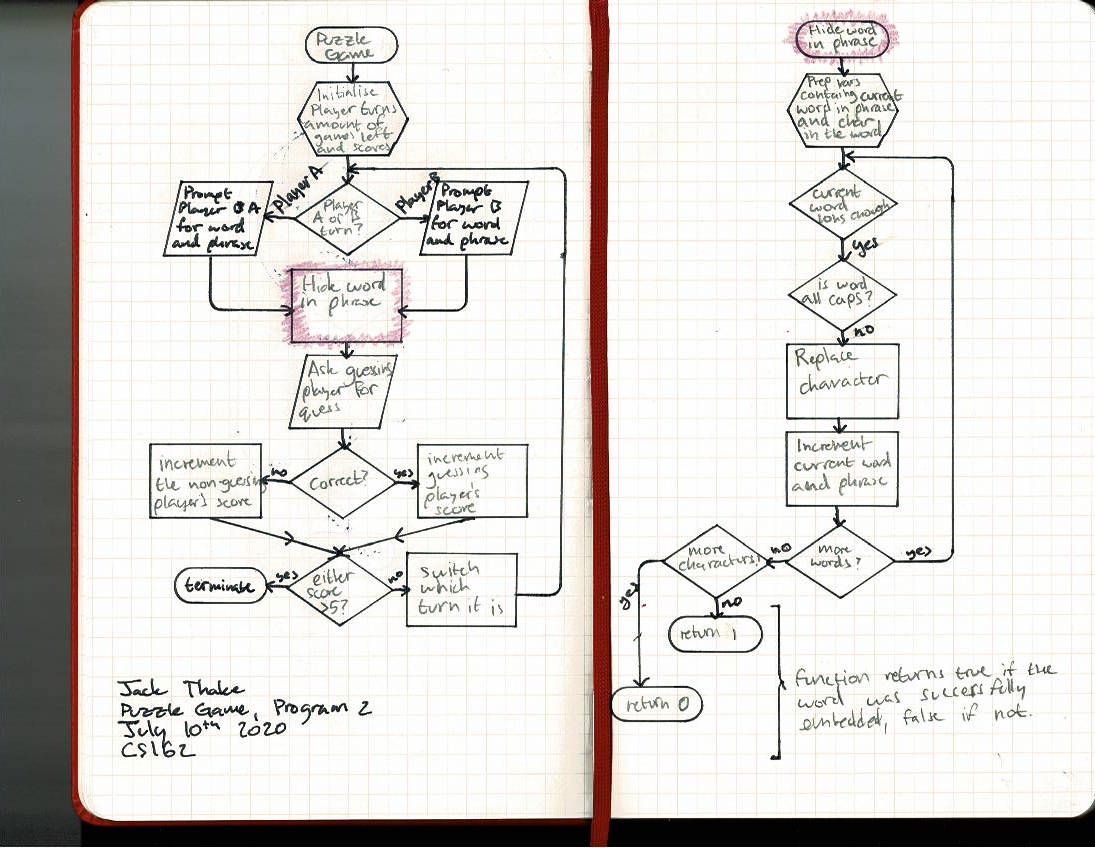 Puzzle
Game
Initialise
Player turns
amount of
games left
and scores
Player A
Player B
Prompt
Player A
for word
and phrase
Player
A or B
turn?
Prompt
Player B
for word
and phrase
Hide word
in phrase
Ask guessing
player for
guess
increment
the non-guessing
player's score
no
Correct?
yes
increment
guessing
player's
score
terminate
yes
either
score
>5?
no
switch
which
turn it is
Jack Thake
Puzzle Game, Program 2
July 10th 2020
CS162
Hide word
in phrase
Prep vars
containg current
word in phrase
and char
in the word
current
word
long enough
yes
is word
all caps?
no
Replace
character
Increment
current word
and phrase
more
words?
yes
no
more
characters?
yes
no
return 1
return 0
function returns true if the
word was successfully
embedded, false if not.